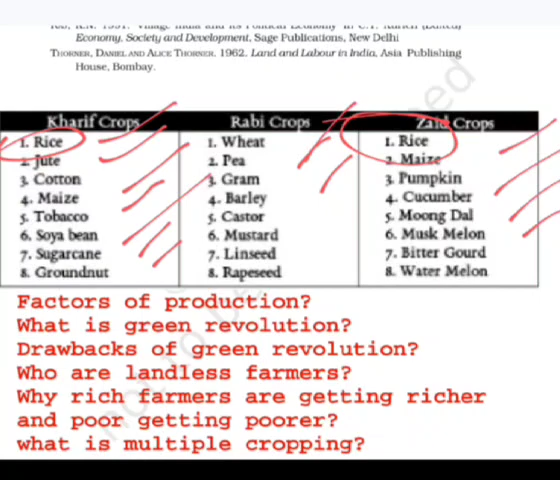 Economy, Society and Development, Sage Publications, New Delhi
THORNER, DANIEL AND ALICE THORNER. 1962. Land and Labour in India, Asia Publishing
House, Bombay.
Kharif Crops Rabi Crops Zaid Crops
1. Rice 1. Wheat 1. Rice
2. Jute 2. Pea 2. Maize
3. Cotton 3. Gram 3. Pumpkin
4. Maize 4. Barley 4. Cucumber
5. Tobacco 5. Castor 5. Moong Dal
6. Soya bean 6. Mustard 6. Musk Melon
7. Sugarcane 7. Linseed 7. Bitter Gourd
8. Groundnut 8. Rapeseed 8. Water Melon
Factors of production?
What is green revolution?
Drawbacks of green revolution?
Who are landless farmers?
Why rich farmers are getting richer
and poor getting poorer?
what is multiple cropping?